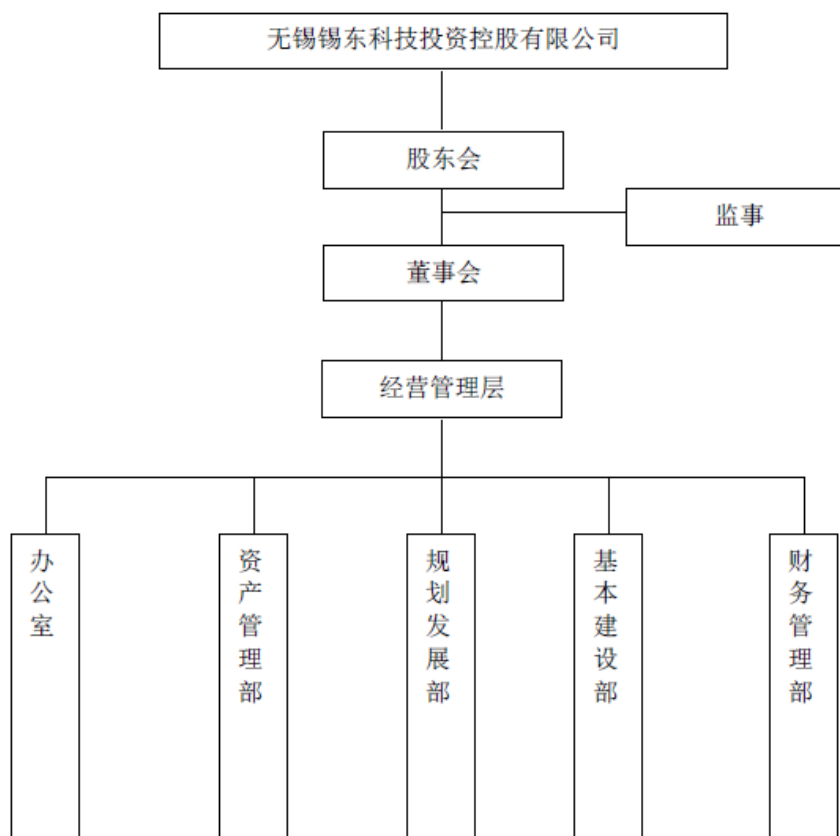 无锡锡东科技投资控股有限公司
股东会
监事
董事会
经营管理层
办公室
资产管理部
规划发展部
基本建设部
财务管理部